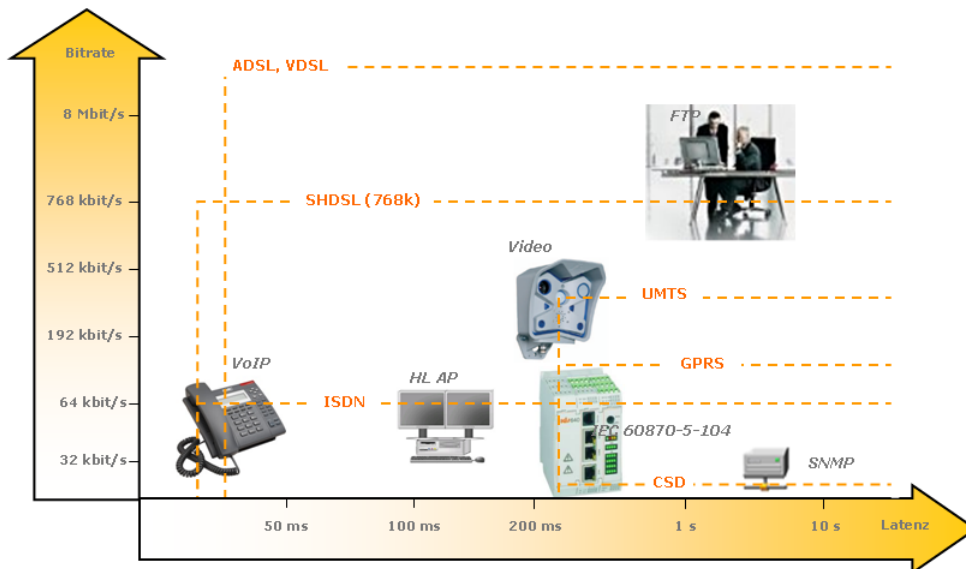 Bitrate
ADSL, VDSL
8 Mbit/s
FTP
768 kbit/s
SHDSL (768k)
Video
512 kbit/s
UMTS
192 kbit/s
VoIP
GPRS
HL AP
64 kbit/s
ISDN
IEC 60870-5-104
32 kbit/s
SNMP
CSD
50 ms
100 ms
200 ms
1 s
10 s
Latenz